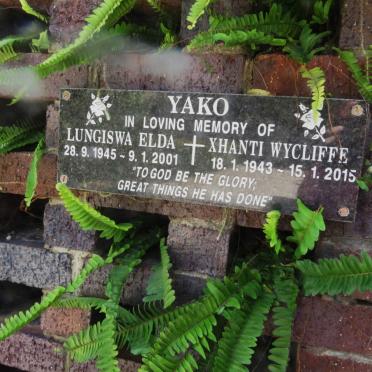 YAKO
IN LOVING MEMORY OF
LUNGISWA ELDA XHANTI WYCLIFFE
28. 9. 1945 - 9. 1. 2001 18. 1. 1943 - 15. 1. 2015
"TO GOD BE THE GLORY;
GREAT THINGS HE HAS DONE"